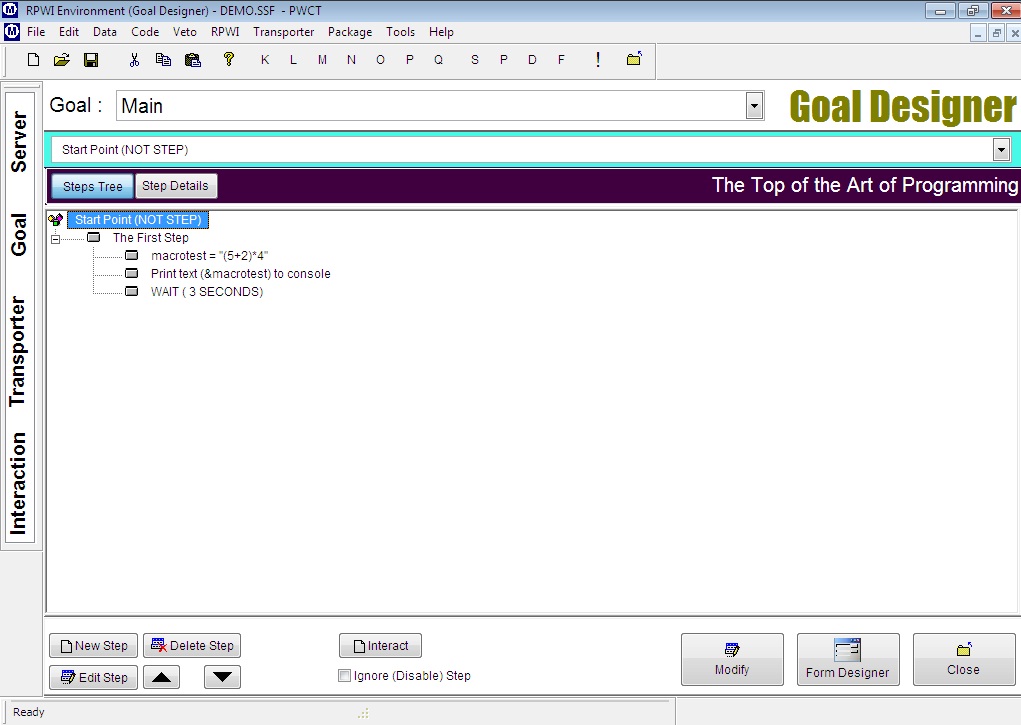 RPWI Environment (Goal Designer) - DEMO.SSF - PWCT
File Edit Data Code Veto RPWI Transporter Package Tools Help
K L M N O P Q S P D F !
Goal : Main
Goal Designer
Start Point (NOT STEP)
Steps Tree Step Details
The Top of the Art of Programming
Start Point (NOT STEP)
The First Step
macrotest = "(5+2)*4"
Print text (&macrotest) to console
WAIT ( 3 SECONDS)
Server
Goal
Transporter
Interaction
New Step Delete Step Interact
Edit Step Ignore (Disable) Step
Modify Form Designer Close
Ready